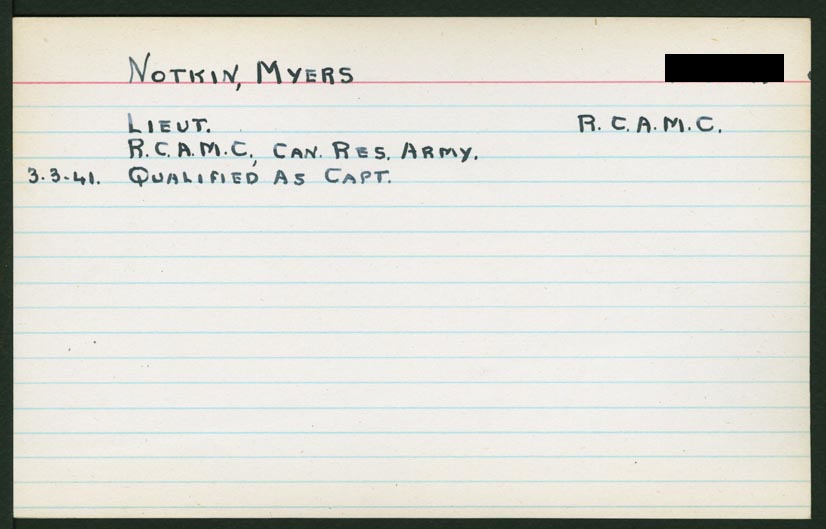 NOTKIN, MYERS
LIEUT. R.C.A.M.C.
R.C.A.M.C., CAN. RES. ARMY.
3.3-41. QUALIFIED AS CAPT.